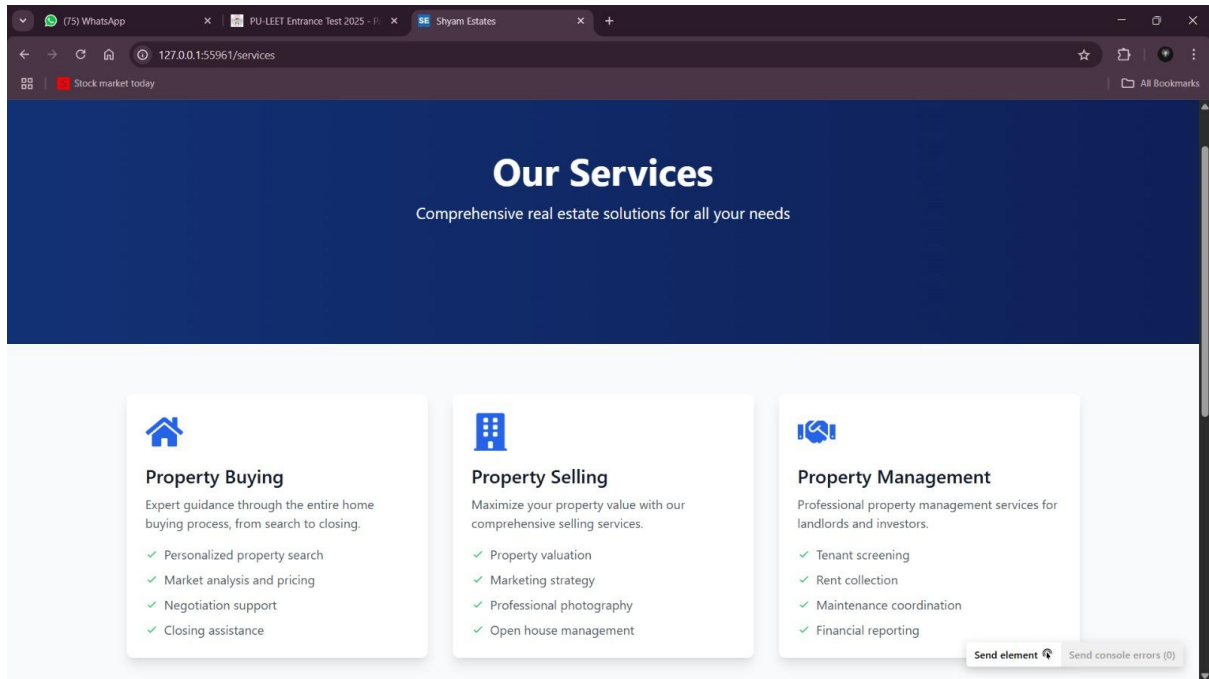 (75) WhatsApp
PU-LEET Entrance Test 2025 - P
SE Shyam Estates
127.0.0.1:55961/services
Stock market today
All Bookmarks
Our Services
Comprehensive real estate solutions for all your needs
Property Buying
Expert guidance through the entire home
buying process, from search to closing.
Personalized property search
Market analysis and pricing
Negotiation support
Closing assistance
Property Selling
Maximize your property value with our
comprehensive selling services.
Property valuation
Marketing strategy
Professional photography
Open house management
Property Management
Professional property management services for
landlords and investors.
Tenant screening
Rent collection
Maintenance coordination
Financial reporting
Send element
Send console errors (0)